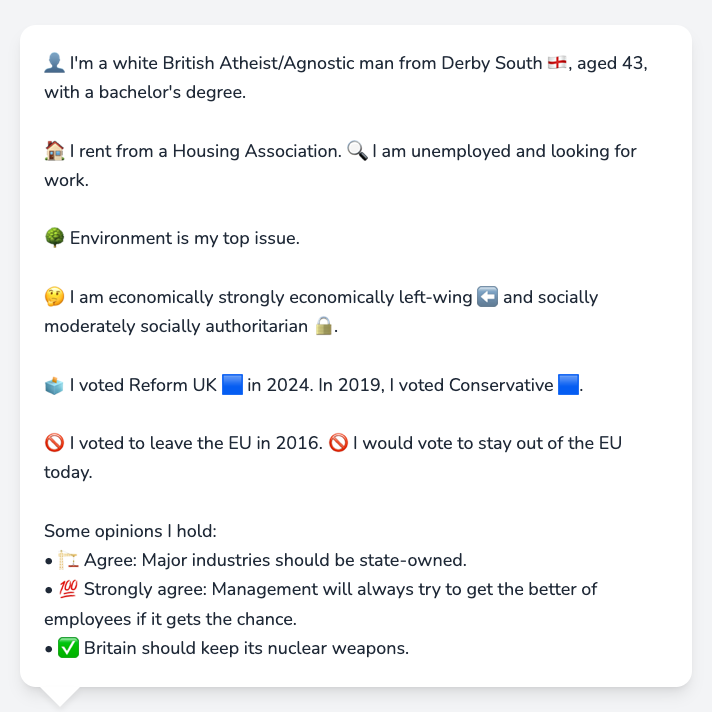 👤 I'm a white British Atheist/Agnostic man from Derby South 🏴󠁧󠁢󠁥󠁮󠁧󠁿, aged 43,
with a bachelor's degree.
🏠 I rent from a Housing Association. 🔍 I am unemployed and looking for
work.
🌳 Environment is my top issue.
🤔 I am economically strongly economically left-wing ⬅️ and socially
moderately socially authoritarian 🔒.
🗳️ I voted Reform UK 🟦 in 2024. In 2019, I voted Conservative 🟦.
🚫 I voted to leave the EU in 2016. 🚫 I would vote to stay out of the EU
today.
Some opinions I hold:
• 🏗️ Agree: Major industries should be state-owned.
• 💯 Strongly agree: Management will always try to get the better of
employees if it gets the chance.
• ✅ Britain should keep its nuclear weapons.